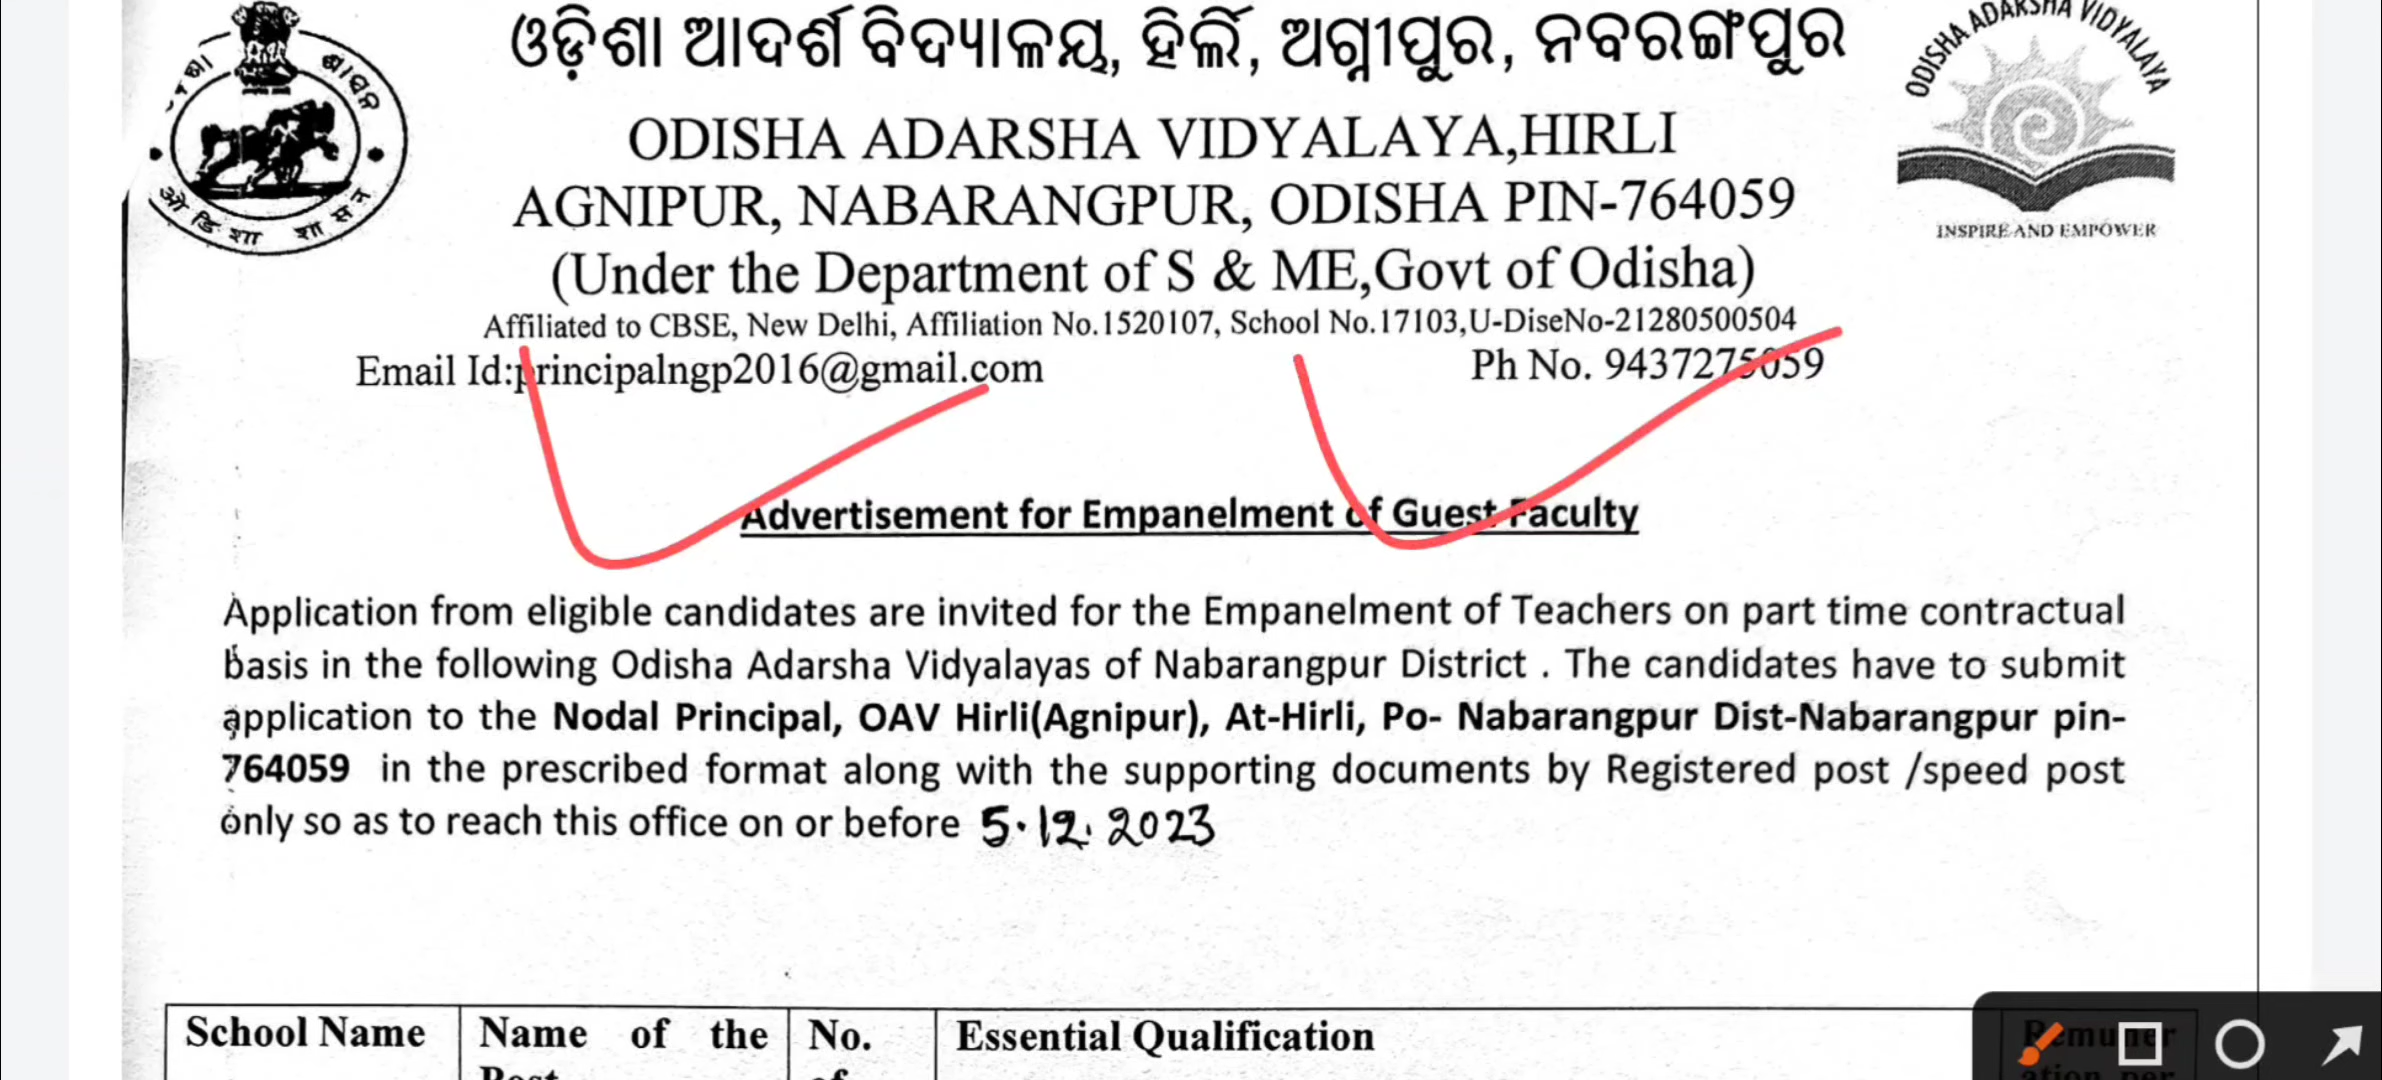 ଓଡ଼ିଶା ଆଦର୍ଶ ବିଦ୍ୟାଳୟ, ହିର୍ଲି, ଅଗ୍ନୀପୁର, ନବରଙ୍ଗପୁର
ODISHA ADARSHA VIDYALAYA
ଶାସନ
ओडिशा शासन
INSPIRE AND EMPOWER
ODISHA ADARSHA VIDYALAYA,HIRLI
AGNIPUR, NABARANGPUR, ODISHA PIN-764059
(Under the Department of S & ME,Govt of Odisha)
Affiliated to CBSE, New Delhi, Affiliation No.1520107, School No.17103,U-DiseNo-21280500504
Email Id:principalngp2016@gmail.com Ph No. 9437275059
Advertisement for Empanelment of Guest Faculty
Application from eligible candidates are invited for the Empanelment of Teachers on part time contractual
basis in the following Odisha Adarsha Vidyalayas of Nabarangpur District . The candidates have to submit
application to the Nodal Principal, OAV Hirli(Agnipur), At-Hirli, Po- Nabarangpur Dist-Nabarangpur pin-
764059 in the prescribed format along with the supporting documents by Registered post /speed post
only so as to reach this office on or before 5.12.2023
School Name Name of the No. Essential Qualification
Post of